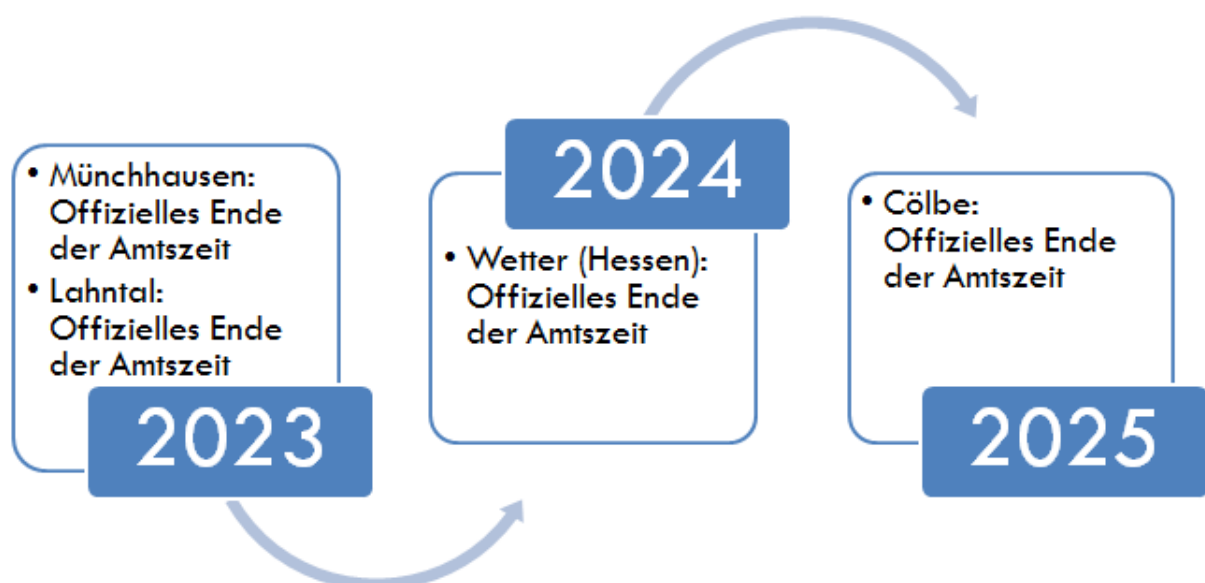 • Münchhausen:
Offizielles Ende
der Amtszeit
• Lahntal:
Offizielles Ende
der Amtszeit
2023
2024
• Wetter (Hessen):
Offizielles Ende
der Amtszeit
• Cölbe:
Offizielles Ende
der Amtszeit
2025